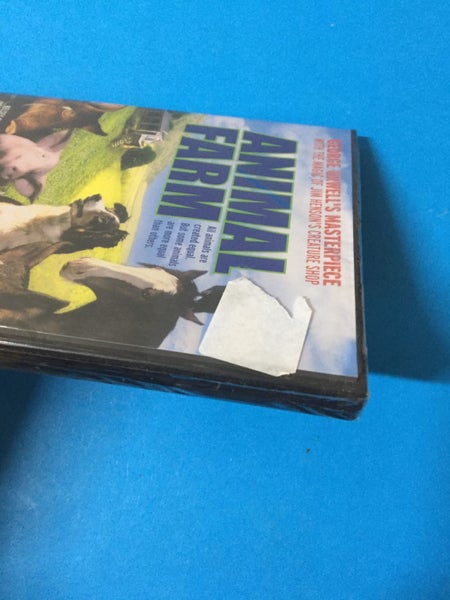 GEORGE ORWELL'S MASTERPIECE
WITH THE MAGIC OF JIM HENSON'S CREATURE SHOP
ANIMAL
FARM
All animals are
created equal.
But some animals
are more equal
than others.